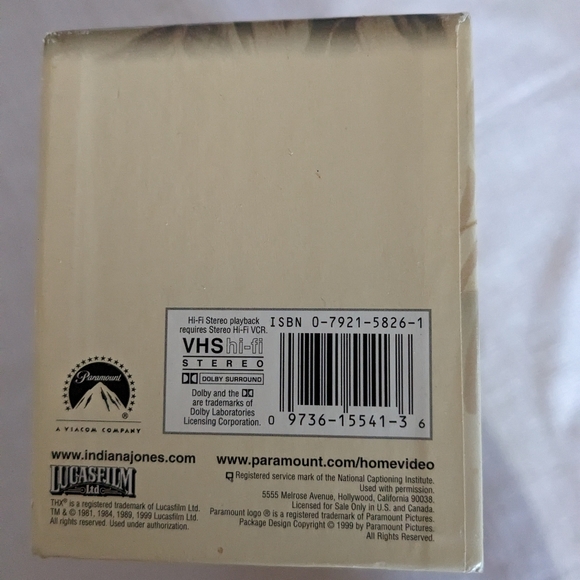 Hi-Fi Stereo playback
requires Stereo Hi-Fi VCR.
VHS hi-fi
STEREO
DOLBY SURROUND
Dolby and the
are trademarks of
Dolby Laboratories
Licensing Corporation.
ISBN 0-7921-5826-1
0 9736-15541-3 6
Paramount
®
A VIACOM COMPANY
www.indianajones.com
LUCASFILM
Ltd
THX® is a registered trademark of Lucasfilm Ltd.
TM & © 1981, 1984, 1989, 1999 Lucasfilm Ltd.
All rights reserved. Used under authorization.
www.paramount.com/homevideo
Registered service mark of the National Captioning Institute.
Used with permission.
5555 Melrose Avenue, Hollywood, California 90038.
Licensed for Sale Only in U.S. and Canada.
Paramount logo ® is a registered trademark of Paramount Pictures.
Package Design Copyright © 1999 by Paramount Pictures.
All Rights Reserved.